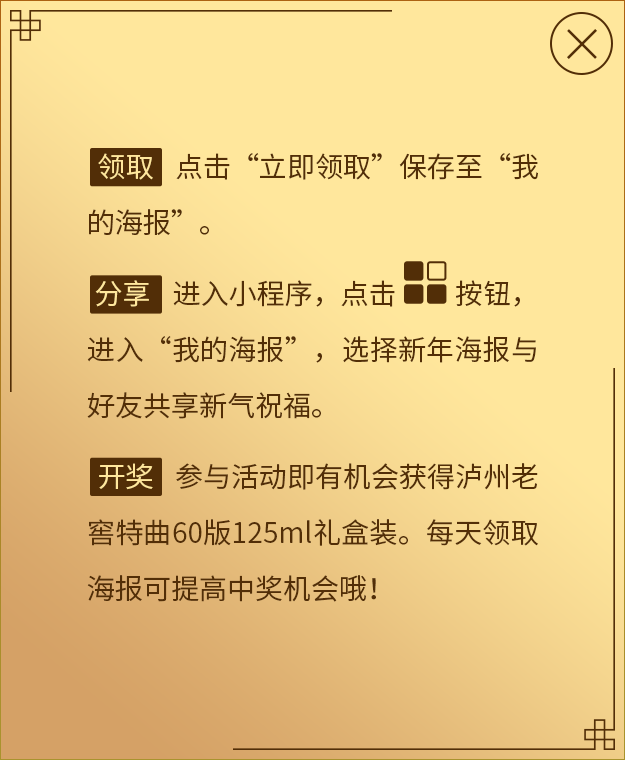 领取 点击“立即领取”保存至“我
的海报”。
分享 进入小程序，点击 按钮，
进入“我的海报”，选择新年海报与
好友共享新气祝福。
开奖 参与活动即有机会获得泸州老
窖特曲60版125ml礼盒装。每天领取
海报可提高中奖机会哦！